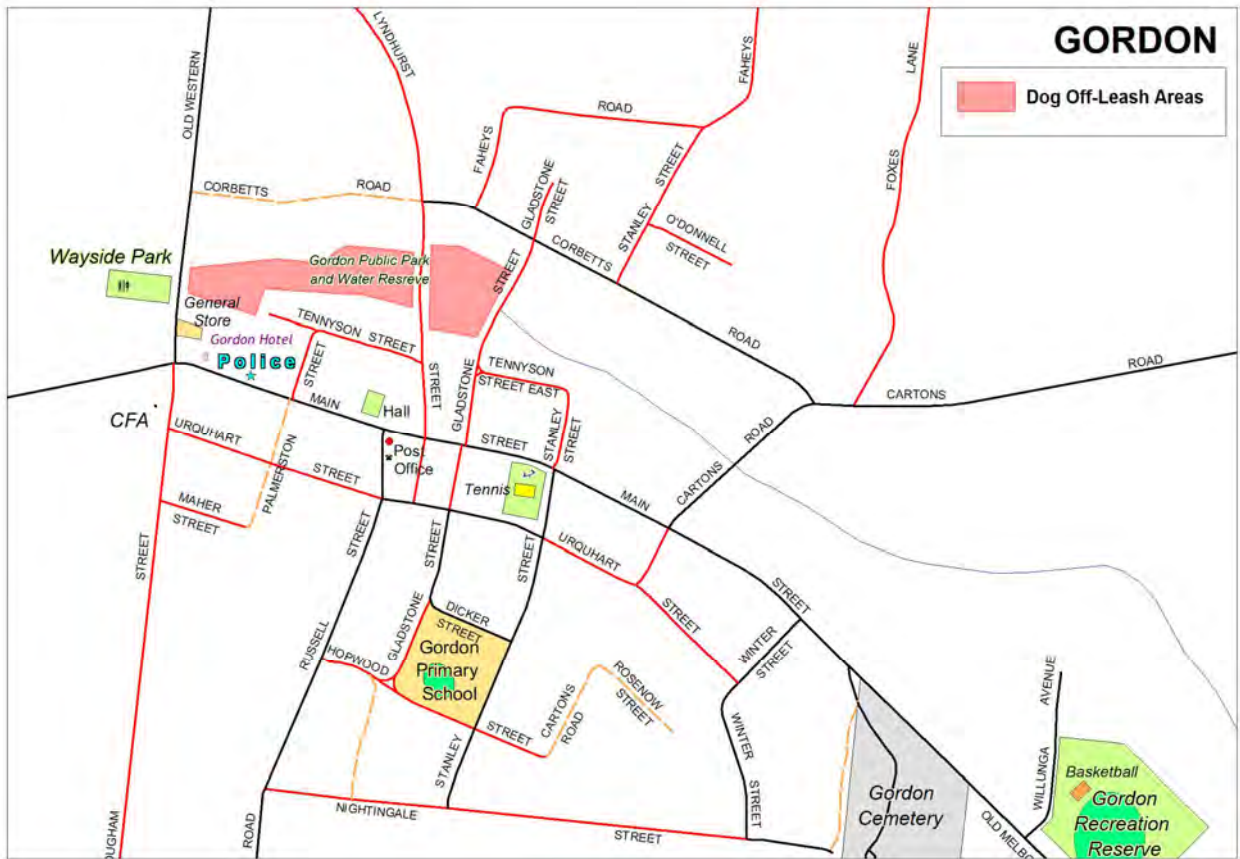 GORDON
Dog Off-Leash Areas
OLD WESTERN
LYNDHURST
FAHEYS
LANE
ROAD
FAHEYS
GLADSTONE
STREET
STREET
STANLEY
FOXES
CORBETTS
ROAD
O'DONNELL
STREET
CORBETTS
Wayside Park
Gordon Public Park
and Water Resreve
STREET
General
Store
Gordon Hotel
Police
TENNYSON
STREET
STREET
ROAD
TENNYSON
STREET EAST
GLADSTONE
STREET
ROAD
CARTONS
MAIN
Hall
STREET
STANLEY
STREET
ROAD
CARTONS
CFA
URQUHART
STREET
PALMERSTON
Post
Office
Tennis
MAIN
MAHER
STREET
STREET
STREET
STREET
STREET
URQUHART
STREET
STREET
DICKER
STREET
GLADSTONE
RUSSELL
HOPWOOD
Gordon
Primary
School
WINTER
STREET
ROSENOW
STREET
CARTONS
ROAD
STREET
STANLEY
WINTER
STREET
AVENUE
WILLUNGA
Basketball
Gordon
Recreation
Reserve
Gordon
Cemetery
NIGHTINGALE
STREET
ROAD
OUGHAM
OLD MELBO